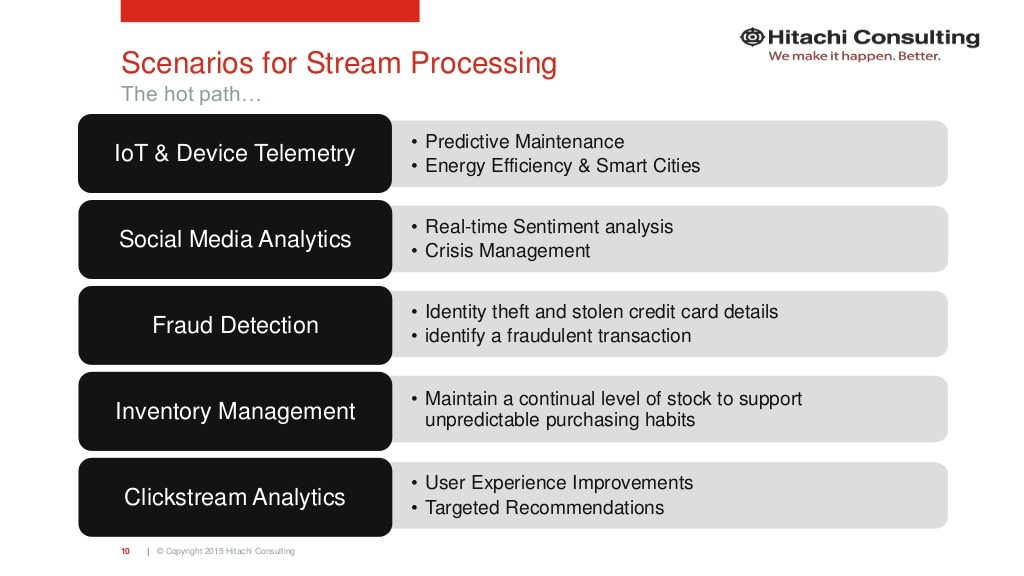 Hitachi Consulting
We make it happen. Better.
Scenarios for Stream Processing
The hot path…
IoT & Device Telemetry
• Predictive Maintenance
• Energy Efficiency & Smart Cities
Social Media Analytics
• Real-time Sentiment analysis
• Crisis Management
Fraud Detection
• Identity theft and stolen credit card details
• identify a fraudulent transaction
Inventory Management
• Maintain a continual level of stock to support
unpredictable purchasing habits
Clickstream Analytics
• User Experience Improvements
• Targeted Recommendations
10 | © Copyright 2015 Hitachi Consulting